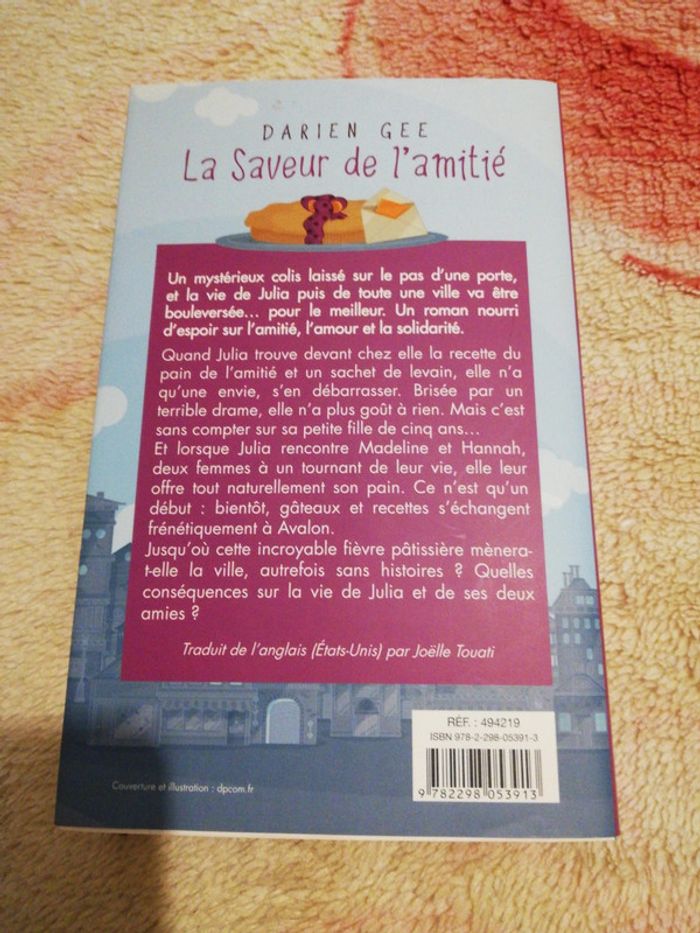 DARIEN GEE
La Saveur de l'amitié
Un mystérieux colis laissé sur le pas d'une porte,
et la vie de Julia puis de toute une ville va être
bouleversée... pour le meilleur. Un roman nourri
d'espoir sur l'amitié, l'amour et la solidarité.
Quand Julia trouve devant chez elle la recette du
pain de l'amitié et un sachet de levain, elle n'a
qu'une envie, s'en débarrasser. Brisée par un
terrible drame, elle n'a plus goût à rien. Mais c'est
sans compter sur sa petite fille de cinq ans...
Et lorsque Julia rencontre Madeline et Hannah,
deux femmes à un tournant de leur vie, elle leur
offre tout naturellement son pain. Ce n'est qu'un
début : bientôt, gâteaux et recettes s'échangent
frénétiquement à Avalon.
Jusqu'où cette incroyable fièvre pâtissière mènera-
t-elle la ville, autrefois sans histoires ? Quelles
conséquences sur la vie de Julia et de ses deux
amies ?
Traduit de l'anglais (États-Unis) par Joëlle Touati
RÉF. : 494219
ISBN 978-2-298-05391-3
9 782298 053913
Couverture et illustration : dpcom.fr